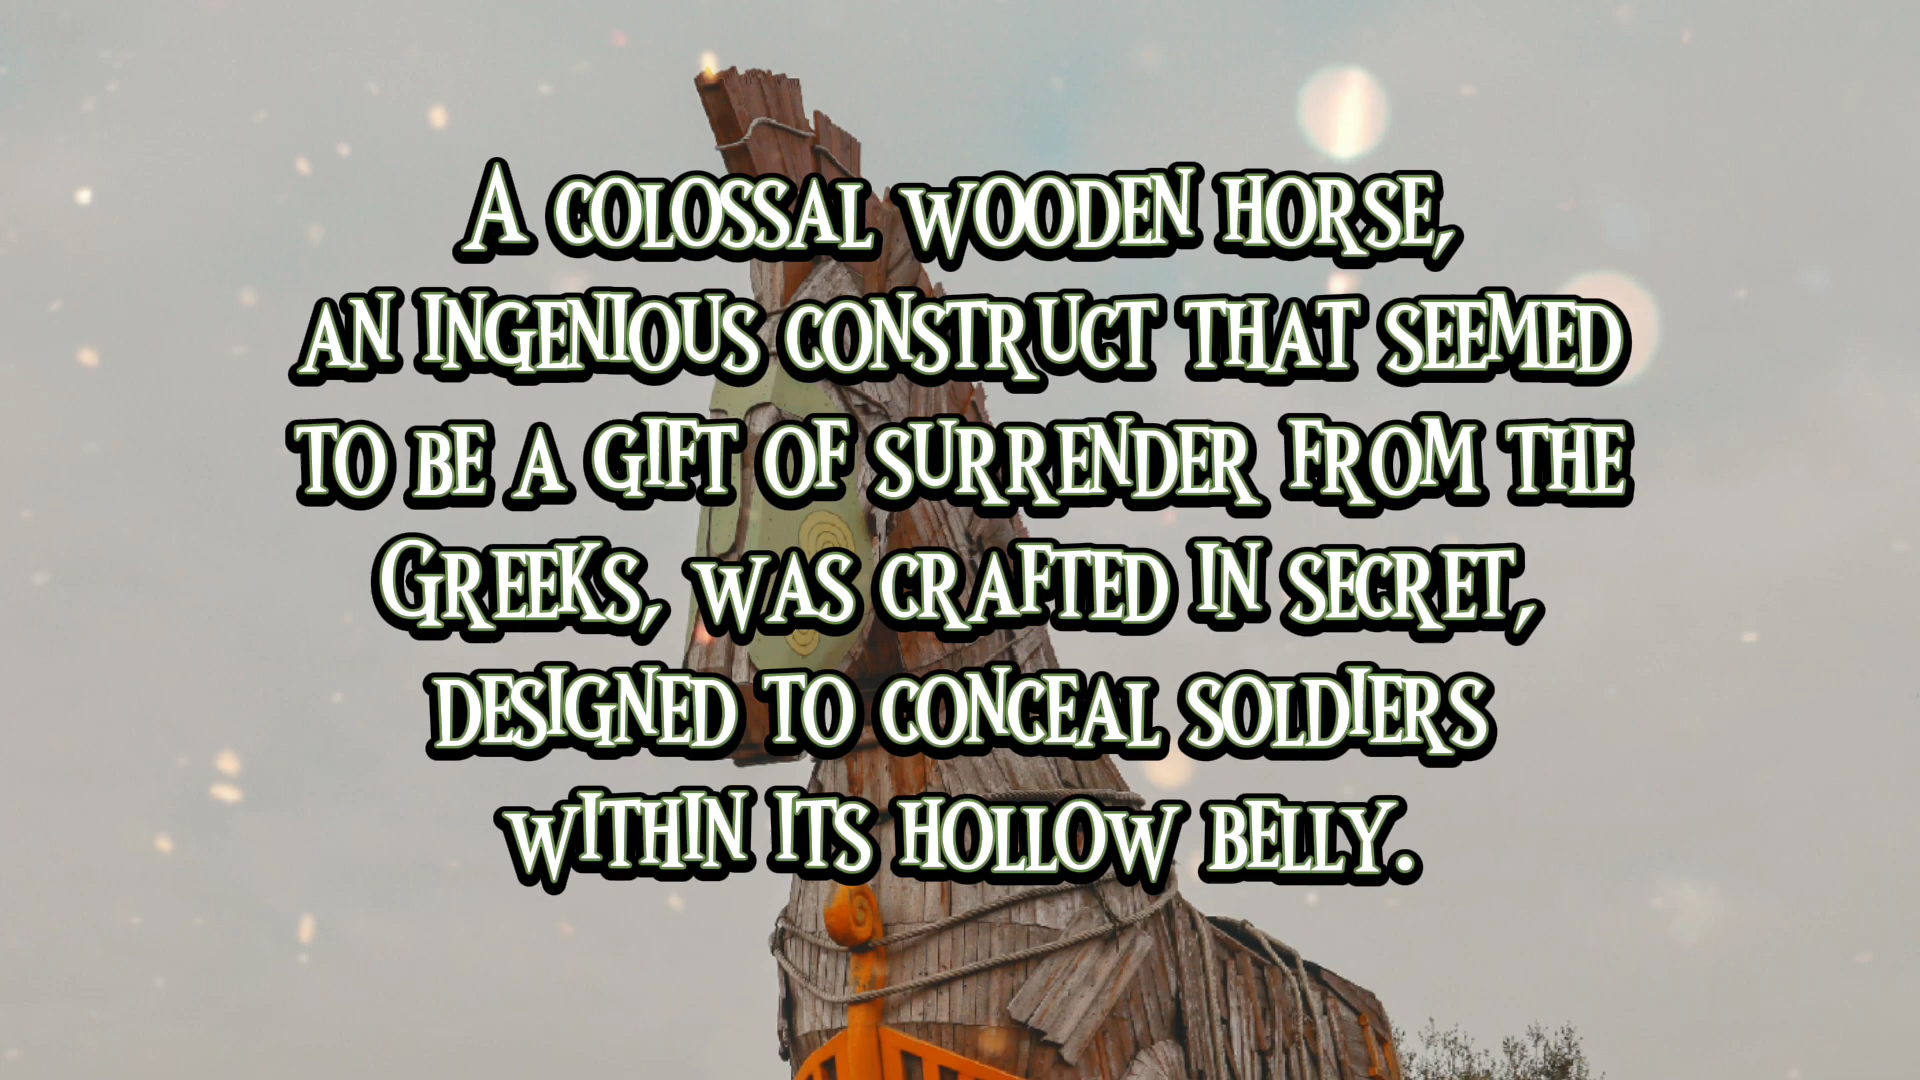 A colossal wooden horse,
an ingenious construct that seemed
to be a gift of surrender from the
Greeks, was crafted in secret,
designed to conceal soldiers
within its hollow belly.